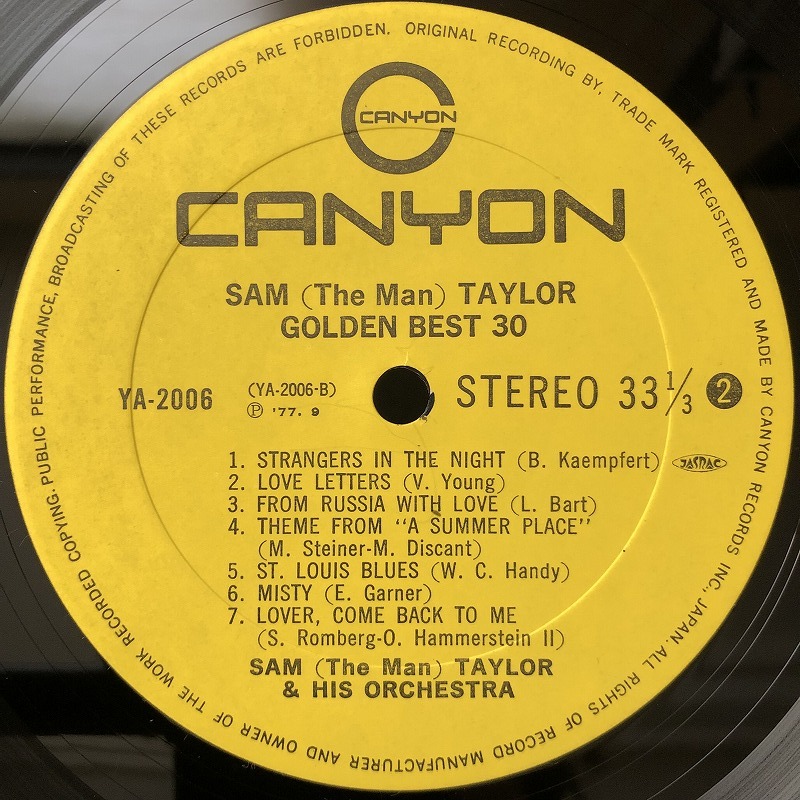 ORIGINAL RECORDING BY, TRADE MARK REGISTERED AND MADE BY CANYON RECORDS INC., JAPAN. ALL RIGHTS OF RECORD MANUFACTURER AND OWNER OF THE WORK RECORDED COPYING. PUBLIC PERFORMANCE, BROADCASTING OF THESE RECORDS ARE FORBIDDEN.
CANYON
CANYON
SAM (The Man) TAYLOR
GOLDEN BEST 30
YA-2006 (YA-2006-B) STEREO 33 1/3 2
Ⓟ '77. 9
1. STRANGERS IN THE NIGHT (B. Kaempfert) JASRAC
2. LOVE LETTERS (V. Young)
3. FROM RUSSIA WITH LOVE (L. Bart)
4. THEME FROM "A SUMMER PLACE"
(M. Steiner-M. Discant)
5. ST. LOUIS BLUES (W. C. Handy)
6. MISTY (E. Garner)
7. LOVER, COME BACK TO ME
(S. Romberg-O. Hammerstein II)
SAM (The Man) TAYLOR
& HIS ORCHESTRA